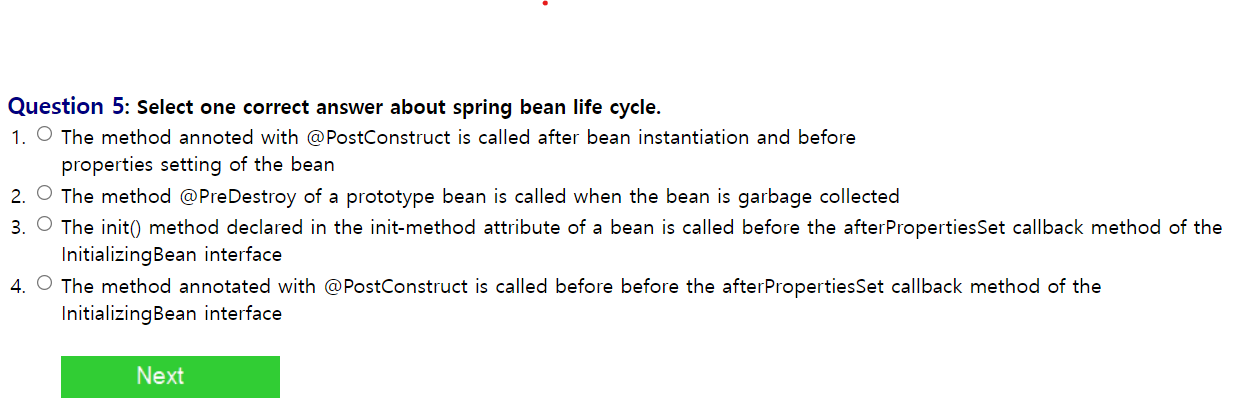 Question 5: Select one correct answer about spring bean life cycle.
1. The method annoted with @PostConstruct is called after bean instantiation and before
properties setting of the bean
2. The method @PreDestroy of a prototype bean is called when the bean is garbage collected
3. The init() method declared in the init-method attribute of a bean is called before the afterPropertiesSet callback method of the
InitializingBean interface
4. The method annotated with @PostConstruct is called before before the afterPropertiesSet callback method of the
InitializingBean interface
Next